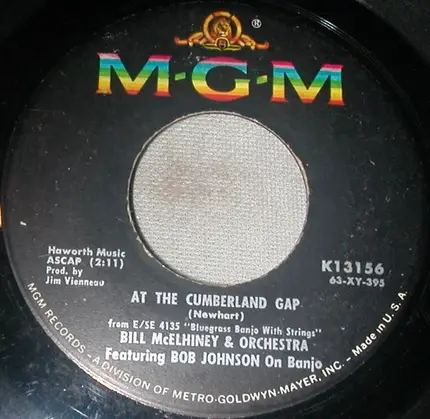 M·G·M
Haworth Music
ASCAP (2:11)
Prod. by
Jim Vienneau
K13156
63-XY-395
AT THE CUMBERLAND GAP
(Newhart)
from E/SE 4135 "Bluegrass Banjo With Strings"
BILL McELHINEY & ORCHESTRA
Featuring BOB JOHNSON On Banjo
MGM RECORDS - A DIVISION OF METRO-GOLDWYN-MAYER, INC. - Made in U.S.A.